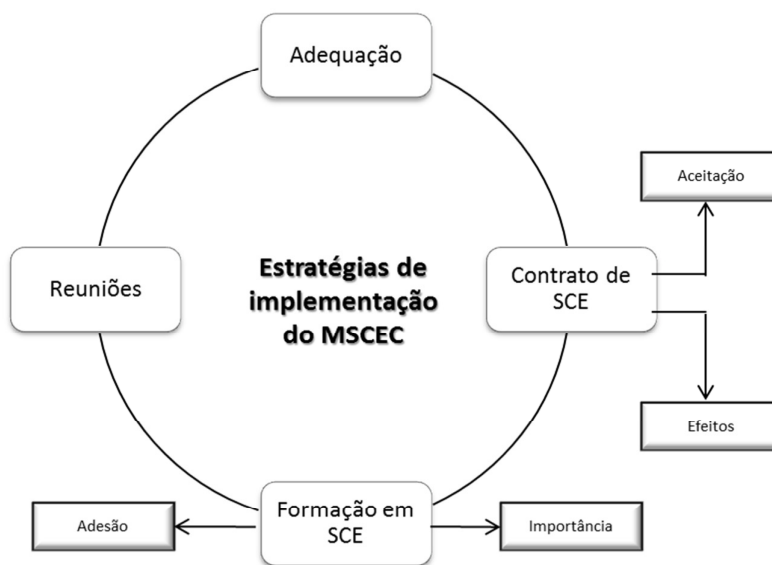 Adequação
Aceitação
Reuniões
Estratégias de
implementação
do MSCEC
Contrato de
SCE
Efeitos
Adesão
Formação em
SCE
Importância